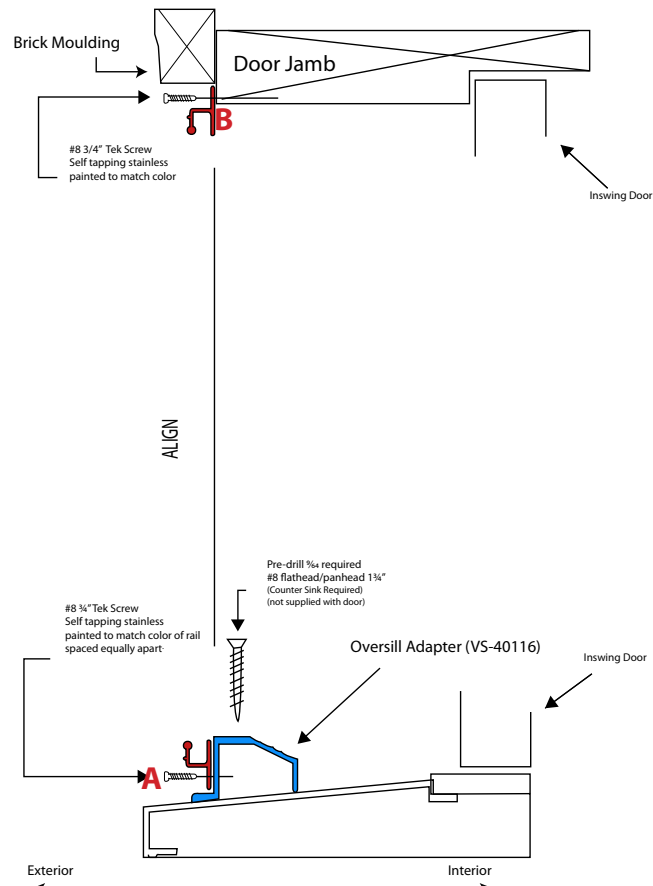 Brick Moulding
Door Jamb
B
#8 3/4" Tek Screw
Self tapping stainless
painted to match color
Inswing Door
ALIGN
Pre-drill 9⁄64 required
#8 flathead/panhead 1¾"
(Counter Sink Required)
(not supplied with door)
#8 ¾" Tek Screw
Self tapping stainless
painted to match color of rail
spaced equally apart
Oversill Adapter (VS-40116)
Inswing Door
A
Exterior
Interior